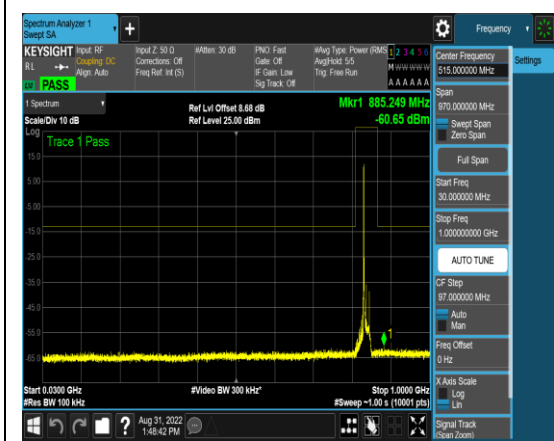 Spectrum Analyzer 1
Swept SA
Frequency
KEYSIGHT
RL
PASS
Input: RF
Coupling: DC
Align: Auto
Input Z: 50 Ω
Corrections: Off
Freq Ref: Int (S)
#Atten: 30 dB
PNO: Fast
Gate: Off
IF Gain: Low
Sig Track: Off
#Avg Type: Power (RMS
Avg|Hold: 5/5
Trig: Free Run
1 2 3 4 5 6
M W W W W W
A A A A A A
1 Spectrum
Scale/Div 10 dB
Ref Lvl Offset 8.68 dB
Ref Level 25.00 dBm
Mkr1 885.249 MHz
-60.65 dBm
Log
Trace 1 Pass
15.0
5.00
-5.00
-15.0
-25.0
-35.0
-45.0
-55.0
-65.0
1
Start 0.0300 GHz
#Res BW 100 kHz
#Video BW 300 kHz*
Stop 1.0000 GHz
#Sweep ~1.00 s (10001 pts)
Aug 31, 2022
1:48:42 PM
Center Frequency
515.000000 MHz
Span
970.000000 MHz
Swept Span
Zero Span
Full Span
Start Freq
30.000000 MHz
Stop Freq
1.000000000 GHz
AUTO TUNE
CF Step
97.000000 MHz
Auto
Man
Freq Offset
0 Hz
X Axis Scale
Log
Lin
Signal Track
(Span Zoom)
Settings